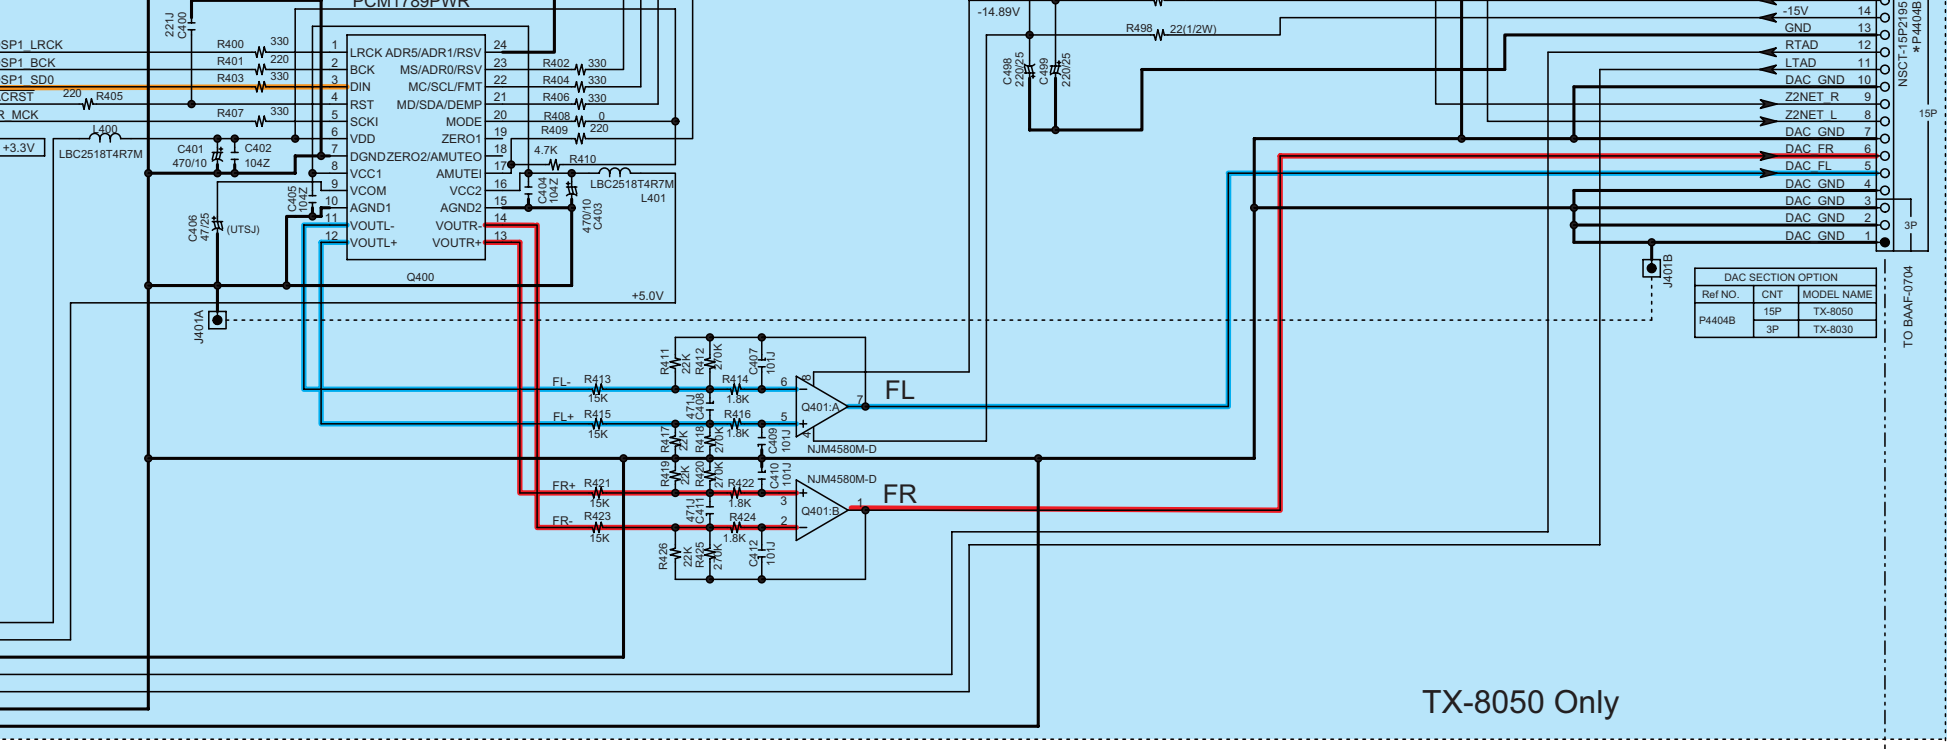 PCM1789PWR
221J
C400
SP1_LRCK
SP1_BCK
SP1_SD0
CRST
R_MCK
R400 330
R401 220
R403 330
220 R405
R407 330
+3.3V
L400
LBC2518T4R7M
C401
470/10
C402
104Z
C405
104Z
C406
47/25
(UTSJ)
1 LRCK ADR5/ADR1/RSV 24
2 BCK MS/ADR0/RSV 23
3 DIN MC/SCL/FMT 22
4 RST MD/SDA/DEMP 21
5 SCKI MODE 20
6 VDD ZERO1 19
7 DGND ZERO2/AMUTEO 18
8 VCC1 AMUTEI 17
9 VCOM VCC2 16
10 AGND1 AGND2 15
11 VOUTL- VOUTR- 14
12 VOUTL+ VOUTR+ 13
Q400
R402 330
R404 330
R406 330
R408 0
R409 220
4.7K
R410
C404
104Z
LBC2518T4R7M
L401
470/10
C403
+5.0V
J401A
-14.89V
R498 22(1/2W)
C498
220/25
C499
220/25
-15V 14
GND 13
RTAD 12
LTAD 11
DAC_GND 10
Z2NET_R 9
Z2NET_L 8
DAC_GND 7
DAC_FR 6
DAC_FL 5
DAC_GND 4
DAC_GND 3
DAC_GND 2
DAC_GND 1
NSCT-15P2195
*P4404B
15P
3P
J401B
TO BAAF-0704
DAC SECTION OPTION
Ref NO. CNT MODEL NAME
P4404B 15P TX-8050
3P TX-8030
R411
22K
R412
270K
C407
101J
FL- R413
15K
R414
1.8K
471J
C408
FL+ R415
15K
R416
1.8K
R417
22K
R418
270K
C409
101J
6
5
8
4
7
Q401:A
FL
NJM4580M-D
R419
22K
R420
270K
C410
101J
NJM4580M-D
FR+ R421
15K
R422
1.8K
471J
C411
FR- R423
15K
R424
1.8K
3
2
1
Q401:B
FR
R426
22K
R425
270K
C412
101J
TX-8050 Only